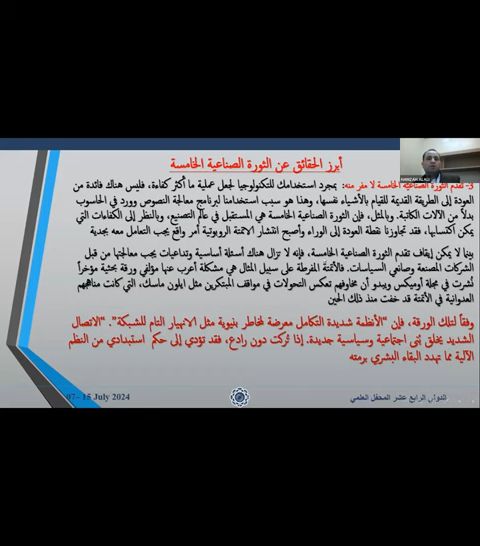 HAMZAH ALALI
أبرز الحقائق عن الثورة الصناعية الخامسة
3- تقدم الثورة الصناعية الخامسة لا مفر منه: بمجرد استخدامك للتكنولوجيا لجعل عملية ما أكثر كفاءة، فليس هناك فائدة من
العودة إلى الطريقة القديمة للقيام بالأشياء نفسها، وهذا هو سبب استخدامنا لبرنامج معالجة النصوص وورد في الحاسوب
بدلاً من الآلات الكاتبة. وبالمثل، فإن الثورة الصناعية الخامسة هي المستقبل في عالم التصنيع، وبالنظر إلى الكفاءات التي
يمكن اكتسابها، فقد تجاوزنا نقطة العودة إلى الوراء وأصبح انتشار الأتمتة الروبوتية أمر واقع يجب التعامل معه بجدية
بينما لا يمكن إيقاف تقدم الثورة الصناعية الخامسة، فإنه لا تزال هناك أسئلة أساسية وتداعيات يجب معالجتها من قبل
الشركات المصنعة وصانعي السياسات. فالأتمتة المفرطة على سبيل المثال هي مشكلة أعرب عنها مؤلفي ورقة بحثية مؤخراً
نُشرت في مجلة أوميكس ويبدو أن مخاوفهم تعكس التحولات في مواقف المبتكرين مثل ايلون ماسك، التي كانت مناهجهم
العدوانية في الأتمتة قد خفت منذ ذلك الحين
وفقاً لتلك الورقة، فإن "الأنظمة شديدة التكامل معرضة لمخاطر بنيوية مثل الانهيار التام للشبكة". "الاتصال
الشديد يخلق بُنى اجتماعية وسياسية جديدة. إذا تُركت دون رادع، فقد تؤدي إلى حكم استبدادي من النظم
الآلية مما تهدد البقاء البشري برمته
الدولي الرابع عشر المحفل العلمي
07– 15 July 2024